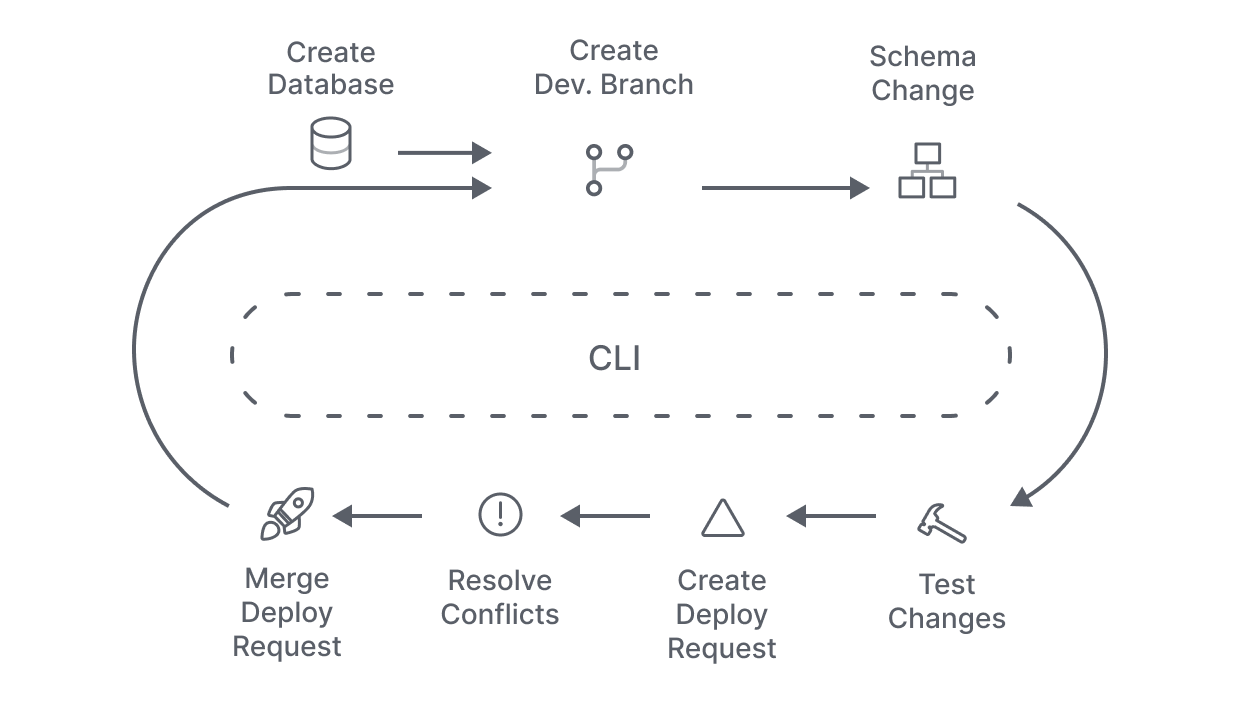 Create
Database
Create
Dev. Branch
Schema
Change
CLI
Merge
Deploy
Request
Resolve
Conflicts
Create
Deploy
Request
Test
Changes